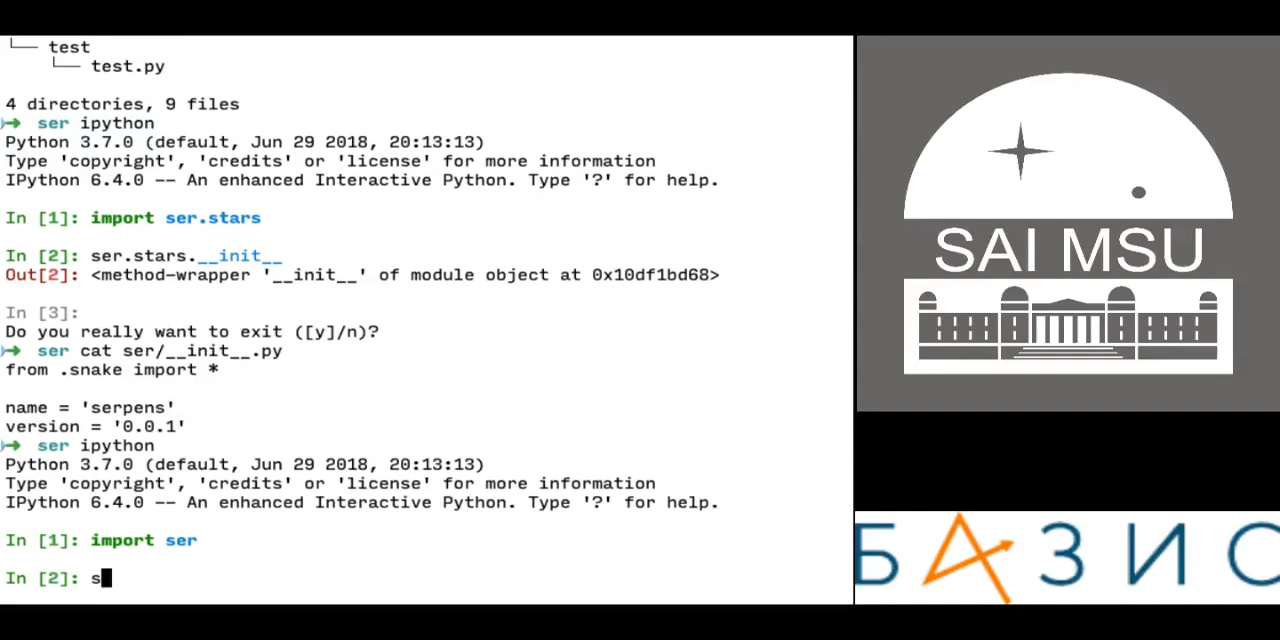 └── test
    └── test.py
4 directories, 9 files
➜  ser ipython
Python 3.7.0 (default, Jun 29 2018, 20:13:13)
Type 'copyright', 'credits' or 'license' for more information
IPython 6.4.0 -- An enhanced Interactive Python. Type '?' for help.
In [1]: import ser.stars
In [2]: ser.stars.__init__
Out[2]: <method-wrapper '__init__' of module object at 0x10df1bd68>
In [3]:
Do you really want to exit ([y]/n)?
➜  ser cat ser/__init__.py
from .snake import *
name = 'serpens'
version = '0.0.1'
➜  ser ipython
Python 3.7.0 (default, Jun 29 2018, 20:13:13)
Type 'copyright', 'credits' or 'license' for more information
IPython 6.4.0 -- An enhanced Interactive Python. Type '?' for help.
In [1]: import ser
In [2]: s
SAI MSU
БАЗИС